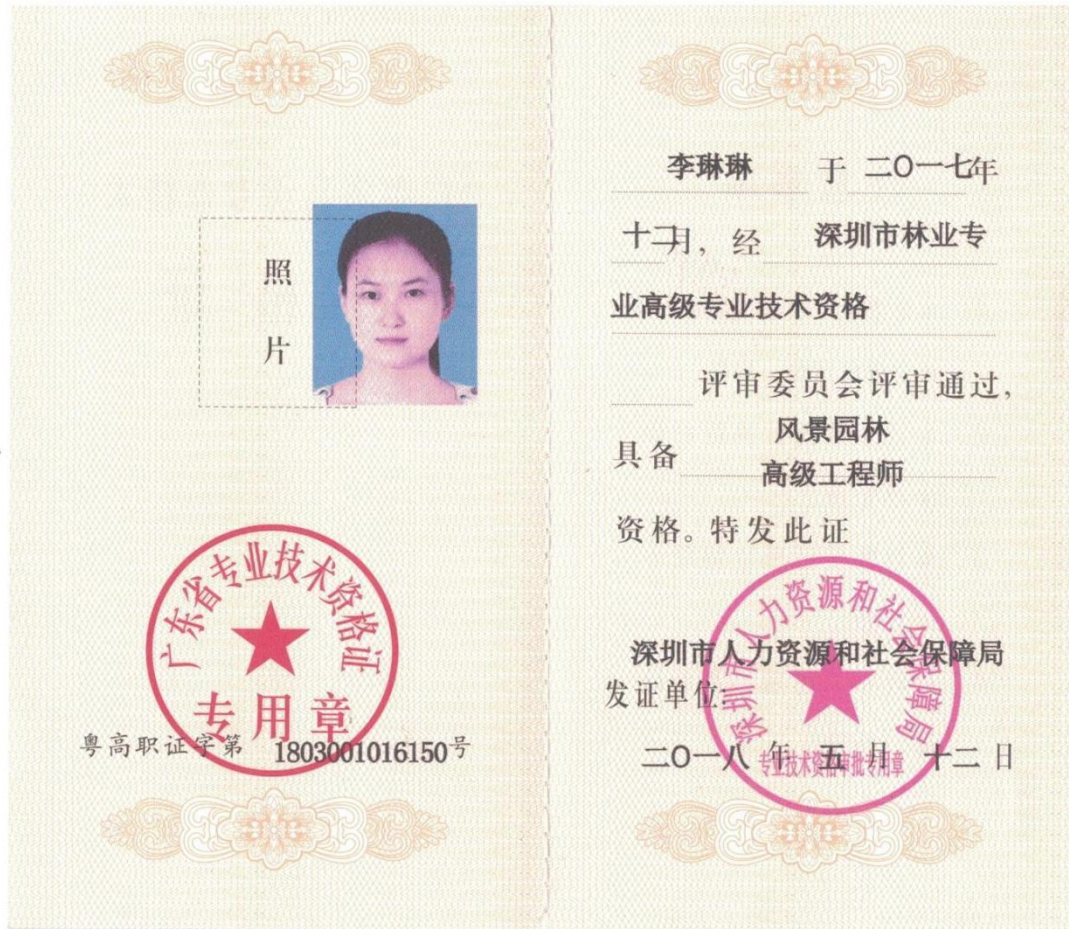 照
片
广东省专业技术资格证
专用章
粤高职证字第 1803001016150号
李琳琳 于 二〇一七年
十二月，经 深圳市林业专
业高级专业技术资格
评审委员会评审通过，
具备 风景园林
高级工程师
资格。特发此证
深圳市人力资源和社会保障局
发证单位:
深圳市人力资源和社会保障局
专业技术资格审批专用章
二〇一八 年 五 月 十二 日